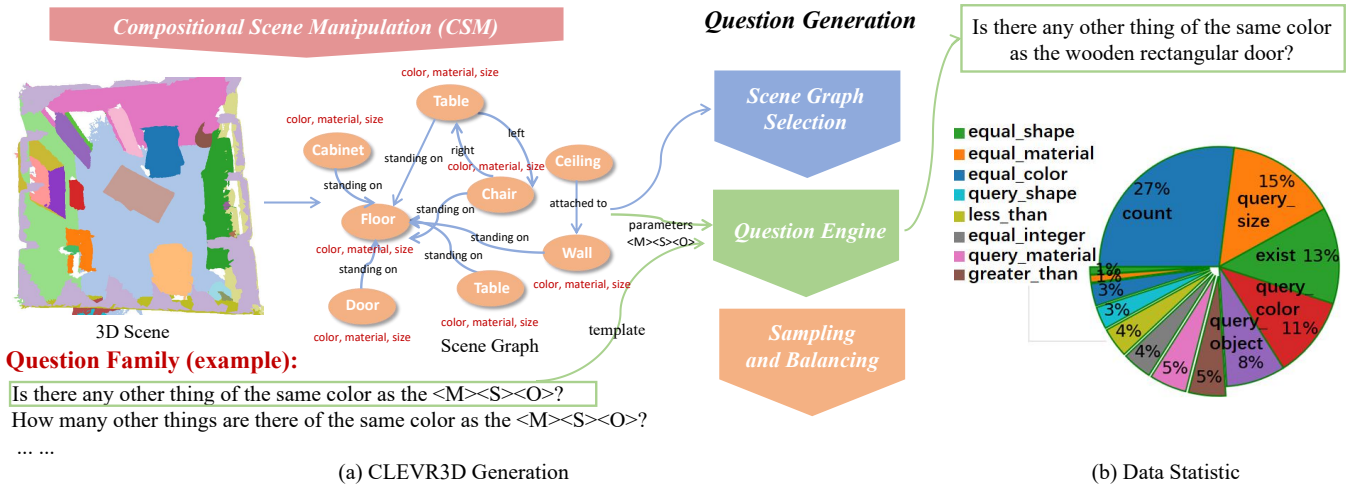 Compositional Scene Manipulation (CSM)
3D Scene
color, material, size
Table
color, material, size
Cabinet
standing on
left
right
color, material, size
Chair
Ceiling
standing on
attached to
Floor
standing on
color, material, size
standing on
Wall
color, material, size
standing on
standing on
Door
color, material, size
Table
color, material, size
Scene Graph
Question Family (example):
Is there any other thing of the same color as the <M><S><O>?
How many other things are there of the same color as the <M><S><O>?
... ...
template
parameters
<M><S><O>
Question Generation
Scene Graph
Selection
Question Engine
Sampling
and Balancing
(a) CLEVR3D Generation
Is there any other thing of the same color
as the wooden rectangular door?
equal_shape
equal_material
equal_color
query_shape
less_than
equal_integer
query_material
greater_than
27%
count
15%
query_
size
exist 13%
query_
color
11%
query_
object
8%
5%
5%
4%
4%
3%
3%
1%
1%
(b) Data Statistic